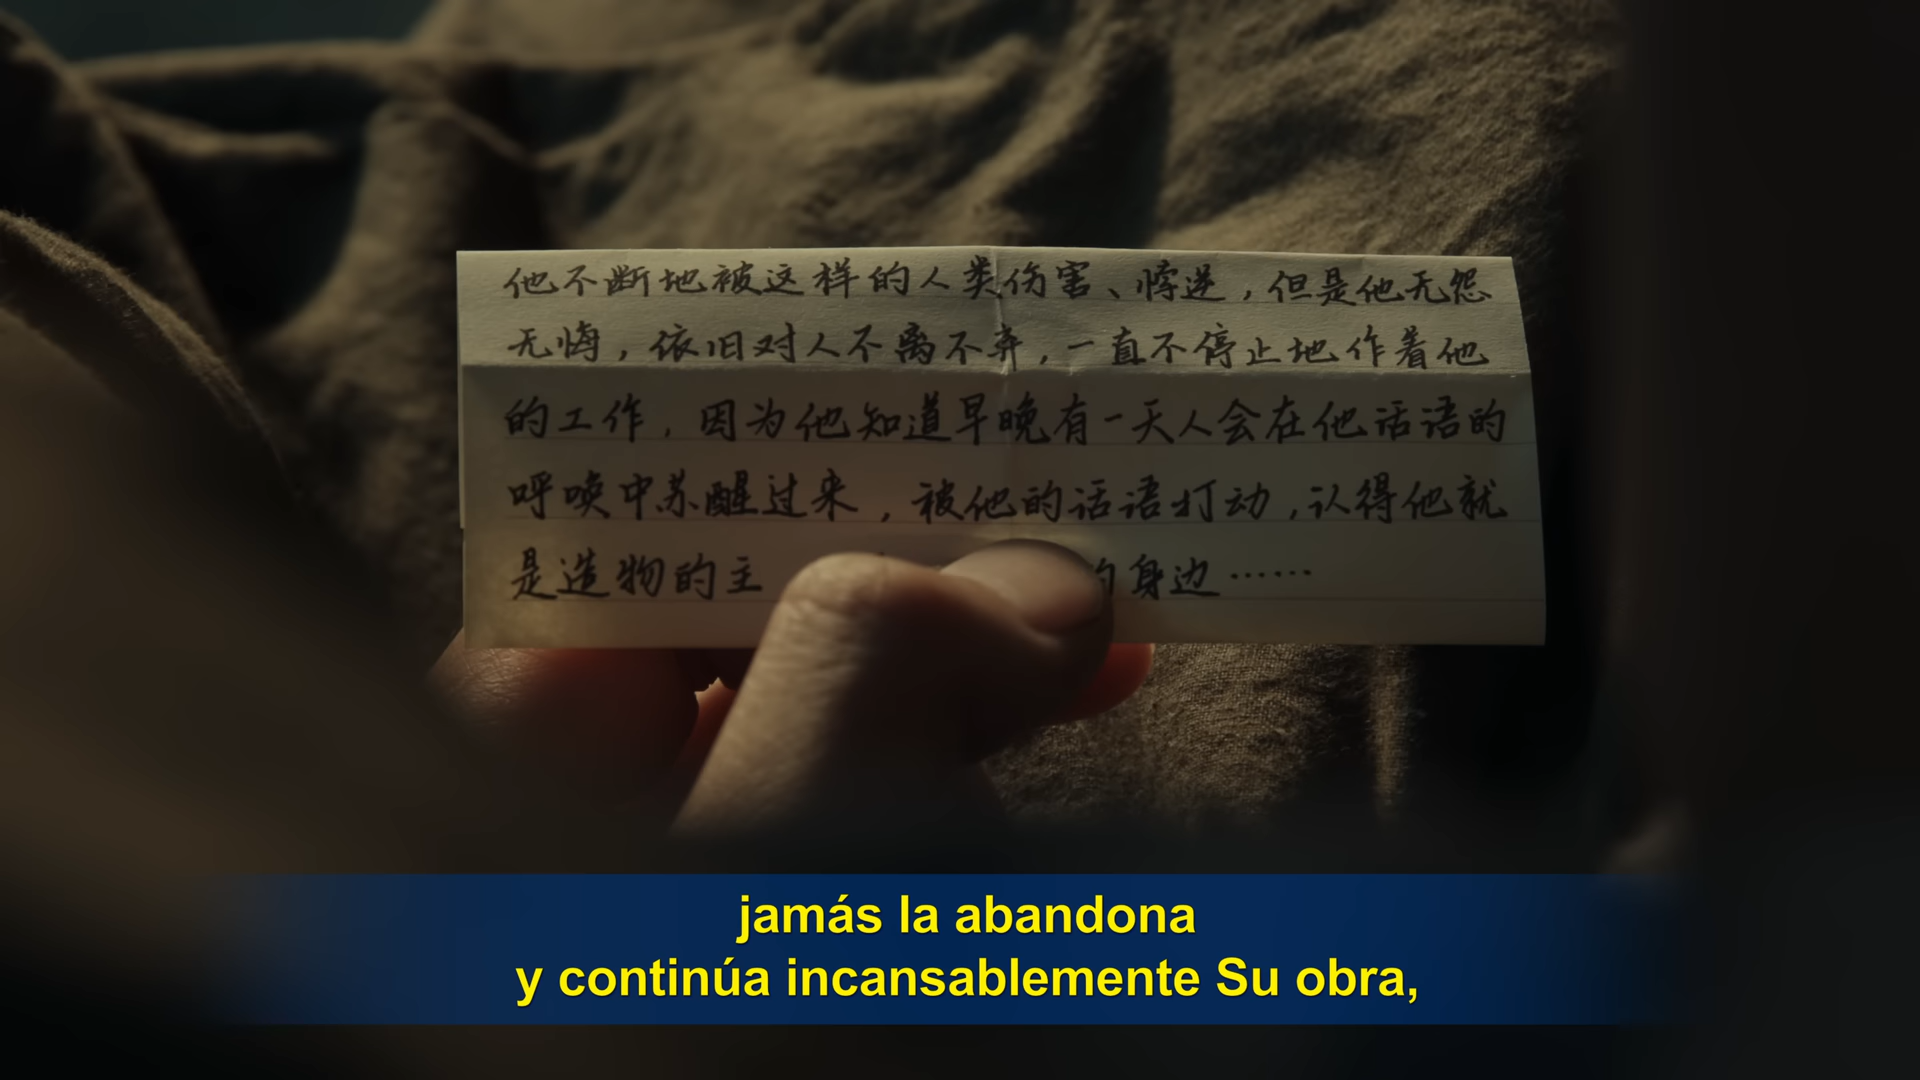 他不断地被这样的人类伤害、悖逆，但是他无怨
无悔，依旧对人不离不弃，一直不停止地作着他
的工作，因为他知道早晚有一天人会在他话语的
呼唤中苏醒过来，被他的话语打动，认得他就
是造物的主 的身边……
jamás la abandona
y continúa incansablemente Su obra,